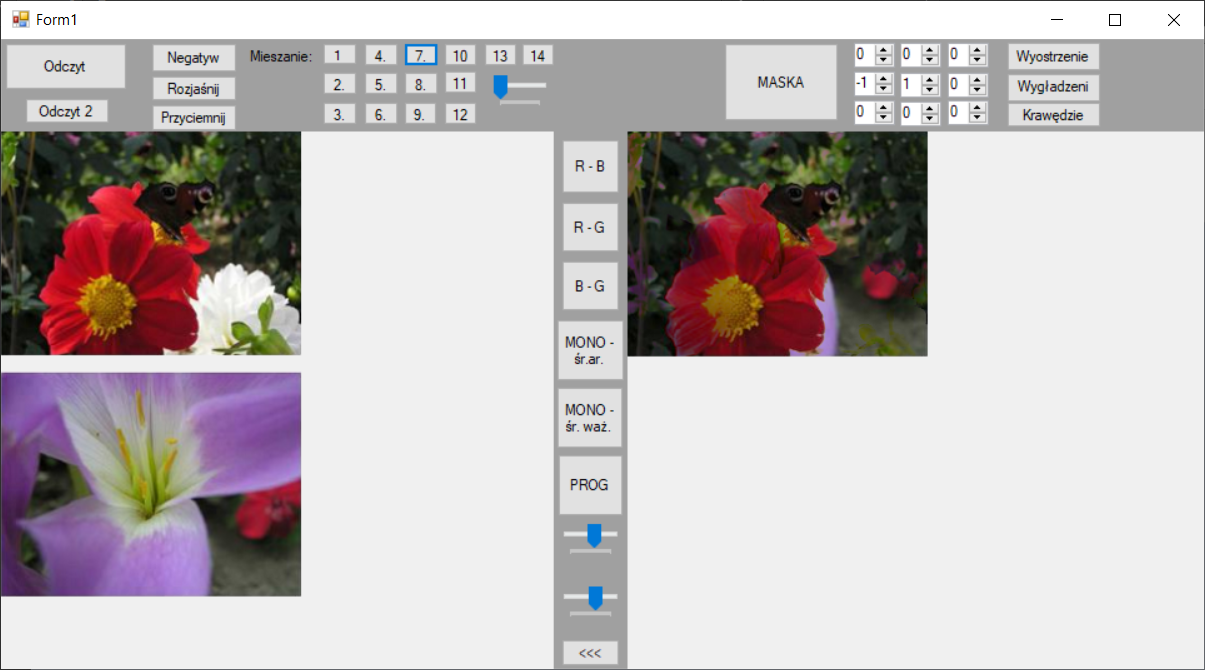 Form1
Odczyt
Odczyt 2
Negatyw
Rozjaśnij
Przyciemnij
Mieszanie:
1 4. 7. 10 13 14
2. 5. 8. 11
3. 6. 9. 12
MASKA
0 0 0
-1 1 0
0 0 0
Wyostrzenie
Wygładzeni
Krawędzie
R - B
R - G
B - G
MONO -
śr.ar.
MONO -
śr. waż.
PROG
<<<